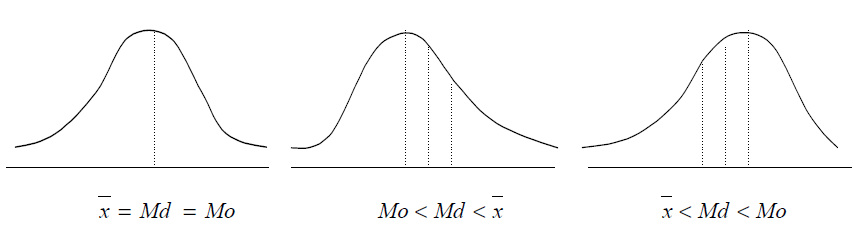 x̄ = Md = Mo
Mo < Md < x̄
x̄ < Md < Mo